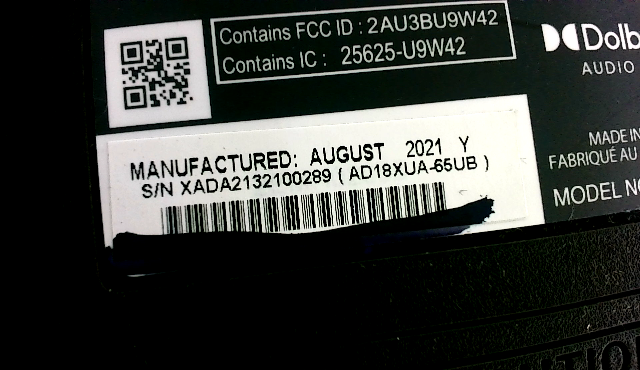 Contains FCC ID : 2AU3BU9W42
Contains IC : 25625-U9W42
AUDIO
MANUFACTURED: AUGUST 2021 Y
S/N XADA2132100289 ( AD18XUA-65UB )
MADE IN
FABRIQUÉ AU
MODEL